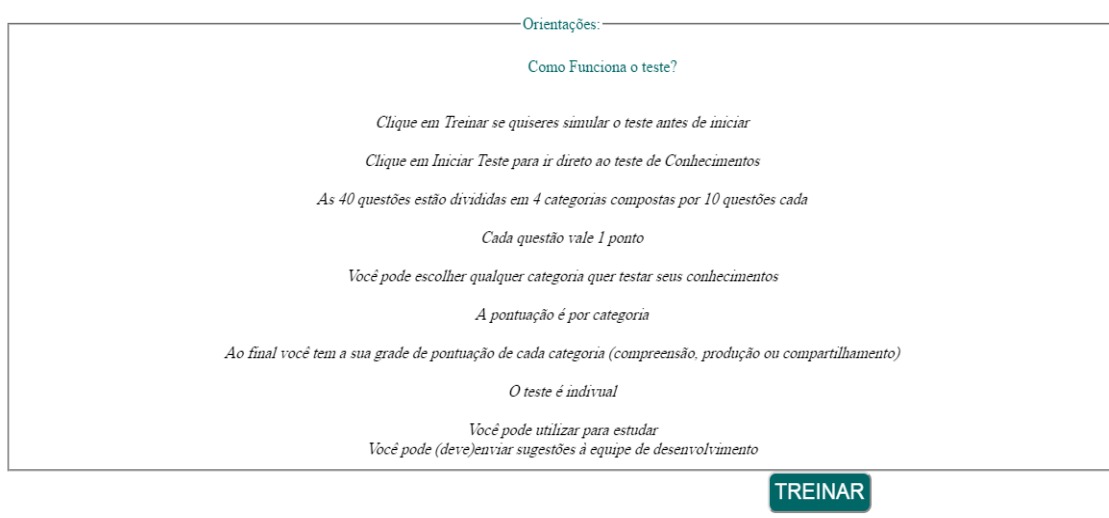 Orientações:
Como Funciona o teste?
Clique em Treinar se quiseres simular o teste antes de iniciar
Clique em Iniciar Teste para ir direto ao teste de Conhecimentos
As 40 questões estão divididas em 4 categorias compostas por 10 questões cada
Cada questão vale 1 ponto
Você pode escolher qualquer categoria quer testar seus conhecimentos
A pontuação é por categoria
Ao final você tem a sua grade de pontuação de cada categoria (compreensão, produção ou compartilhamento)
O teste é indivual
Você pode utilizar para estudar
Você pode (deve)enviar sugestões à equipe de desenvolvimento
TREINAR